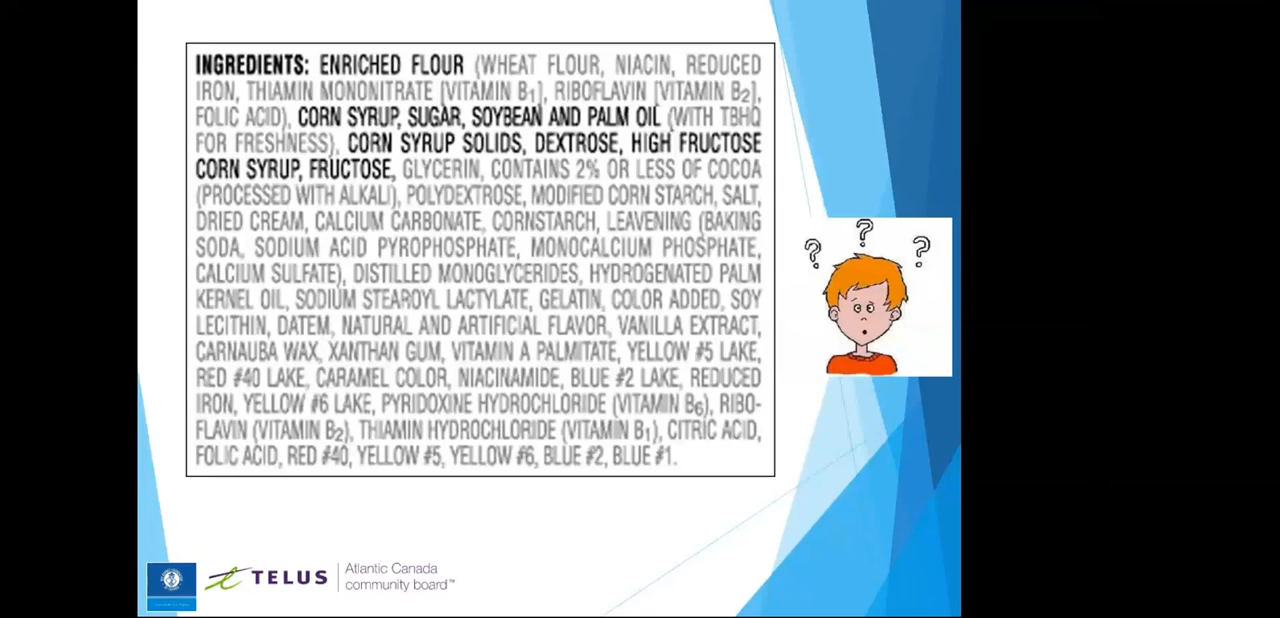 INGREDIENTS: ENRICHED FLOUR (WHEAT FLOUR, NIACIN, REDUCED
IRON, THIAMIN MONONITRATE [VITAMIN B1], RIBOFLAVIN [VITAMIN B2],
FOLIC ACID), CORN SYRUP, SUGAR, SOYBEAN AND PALM OIL (WITH TBHQ
FOR FRESHNESS), CORN SYRUP SOLIDS, DEXTROSE, HIGH FRUCTOSE
CORN SYRUP, FRUCTOSE, GLYCERIN, CONTAINS 2% OR LESS OF COCOA
(PROCESSED WITH ALKALI), POLYDEXTROSE, MODIFIED CORN STARCH, SALT,
DRIED CREAM, CALCIUM CARBONATE, CORNSTARCH, LEAVENING (BAKING
SODA, SODIUM ACID PYROPHOSPHATE, MONOCALCIUM PHOSPHATE,
CALCIUM SULFATE), DISTILLED MONOGLYCERIDES, HYDROGENATED PALM
KERNEL OIL, SODIUM STEAROYL LACTYLATE, GELATIN, COLOR ADDED, SOY
LECITHIN, DATEM, NATURAL AND ARTIFICIAL FLAVOR, VANILLA EXTRACT,
CARNAUBA WAX, XANTHAN GUM, VITAMIN A PALMITATE, YELLOW #5 LAKE,
RED #40 LAKE, CARAMEL COLOR, NIACINAMIDE, BLUE #2 LAKE, REDUCED
IRON, YELLOW #6 LAKE, PYRIDOXINE HYDROCHLORIDE (VITAMIN B6), RIBO-
FLAVIN (VITAMIN B2), THIAMIN HYDROCHLORIDE (VITAMIN B1), CITRIC ACID,
FOLIC ACID, RED #40, YELLOW #5, YELLOW #6, BLUE #2, BLUE #1.
? ? ?
TELUS
Atlantic Canada
community board™